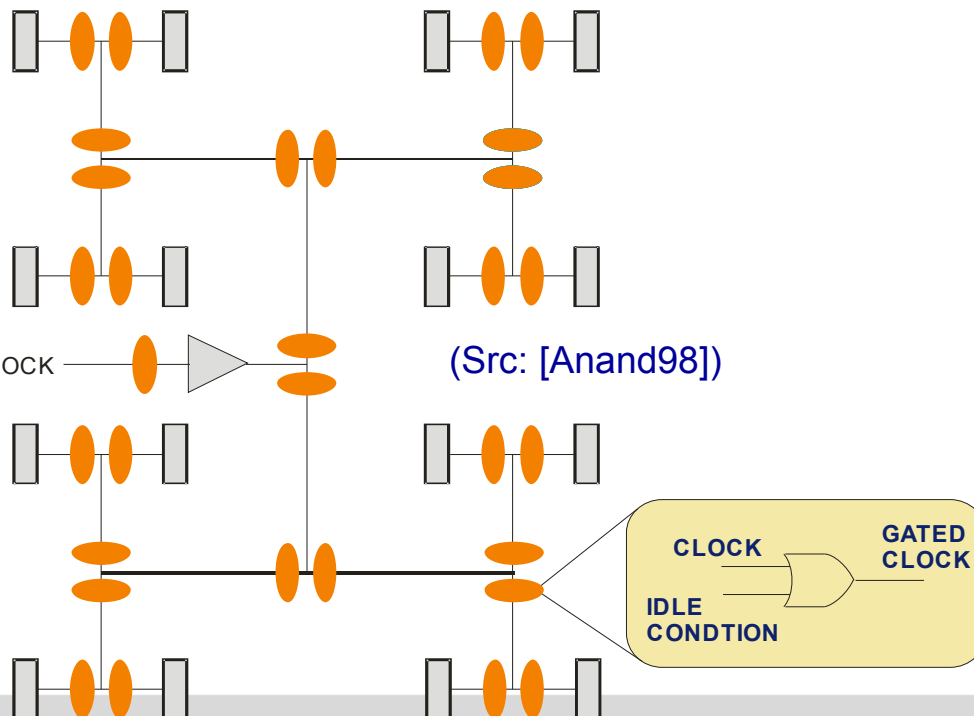 OCK
(Src: [Anand98])
CLOCK
GATED
CLOCK
IDLE
CONDTION